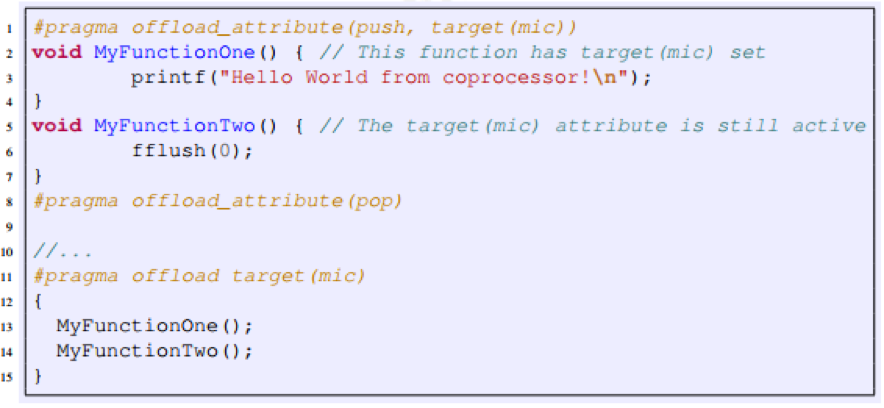 1 #pragma offload_attribute(push, target(mic))
2 void MyFunctionOne() { // This function has target(mic) set
3 printf("Hello World from coprocessor!\n");
4 }
5 void MyFunctionTwo() { // The target(mic) attribute is still active
6 fflush(0);
7 }
8 #pragma offload_attribute(pop)
9
10 //...
11 #pragma offload target(mic)
12 {
13 MyFunctionOne();
14 MyFunctionTwo();
15 }